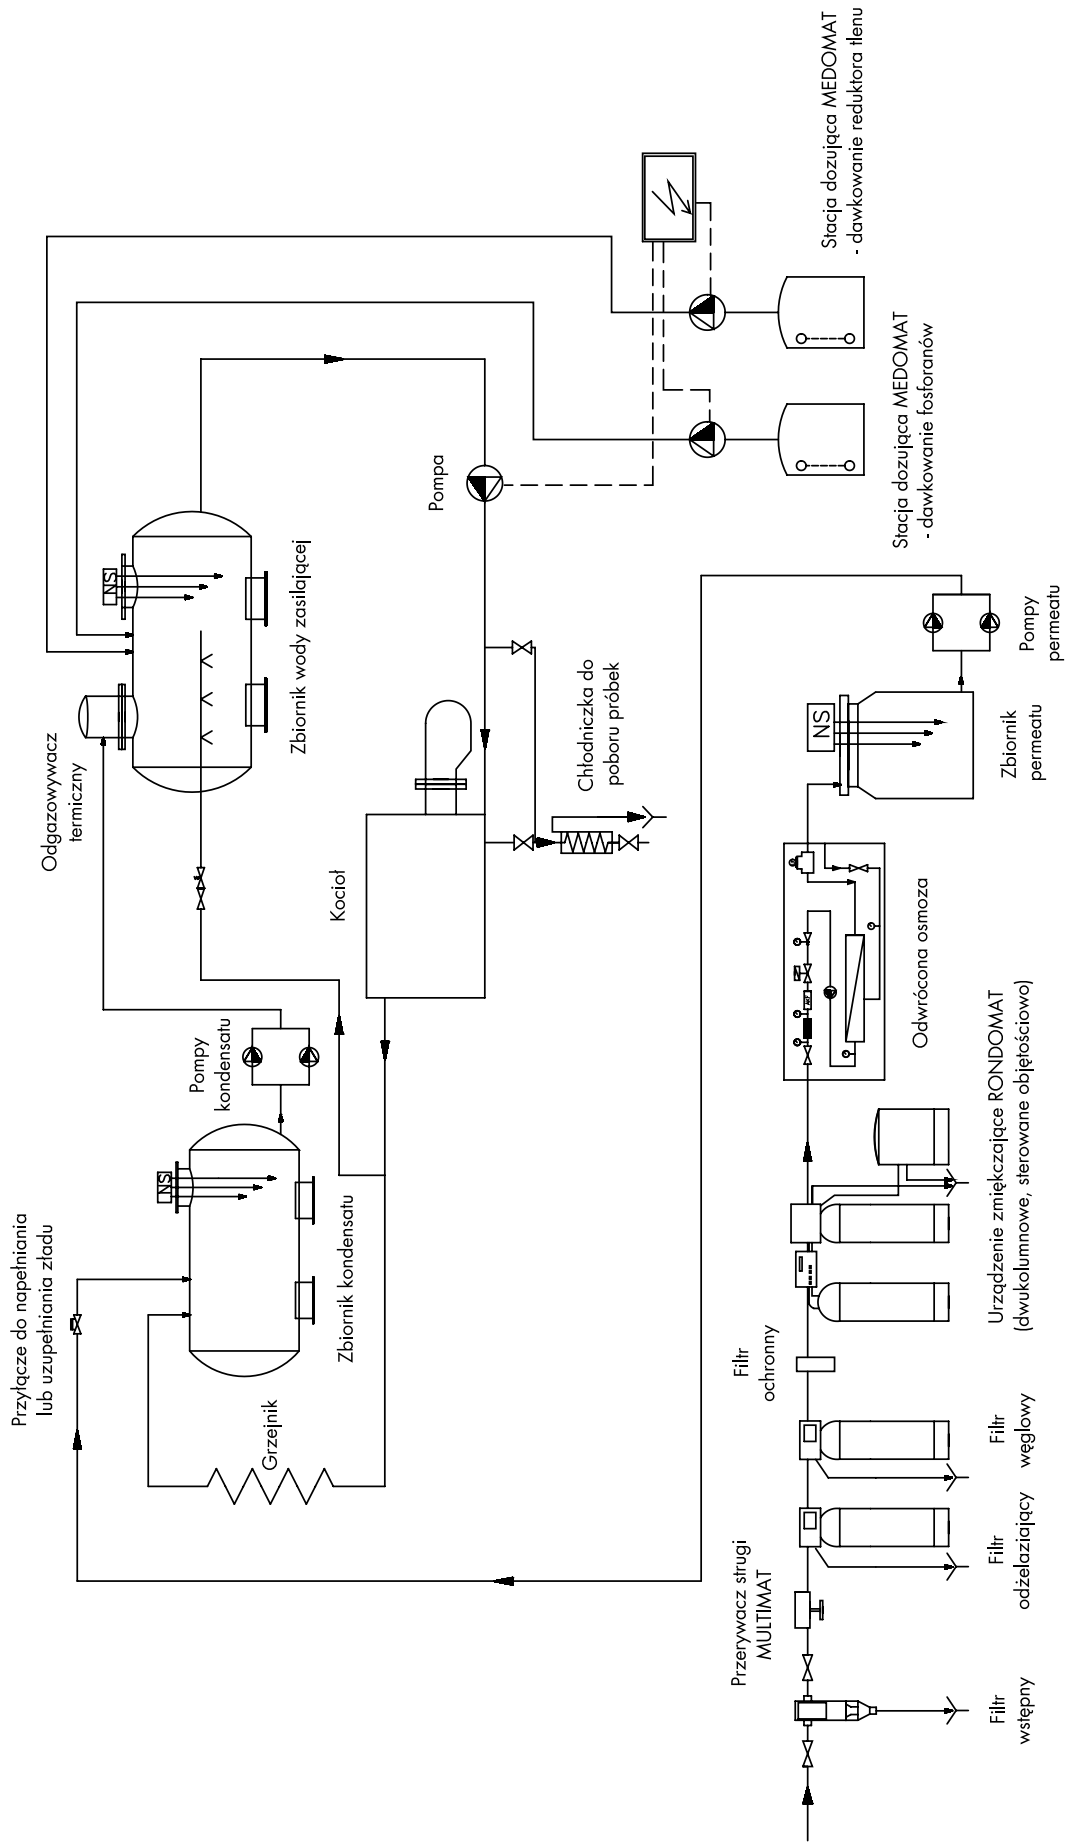 Przyłącze do napełniania
lub uzupełniania zładu
Odgazowywacz
termiczny
NS
Zbiornik wody zasilającej
Pompy
kondensatu
NS
Zbiornik kondensatu
Grzejnik
Kocioł
Pompa
Chłodniczka do
poboru próbek
Stacja dozująca MEDOMAT
- dawkowanie reduktora tlenu
Stacja dozująca MEDOMAT
- dawkowanie fosforanów
Przerywacz strugi
MULTIMAT
Filtr
ochronny
NS
Filtr
wstępny
Filtr
odżelaziający
Filtr
węglowy
Urządzenie zmiękczające RONDOMAT
(dwukolumnowe, sterowane objętościowo)
Odwrócona osmoza
Zbiornik
permeatu
Pompy
permeatu